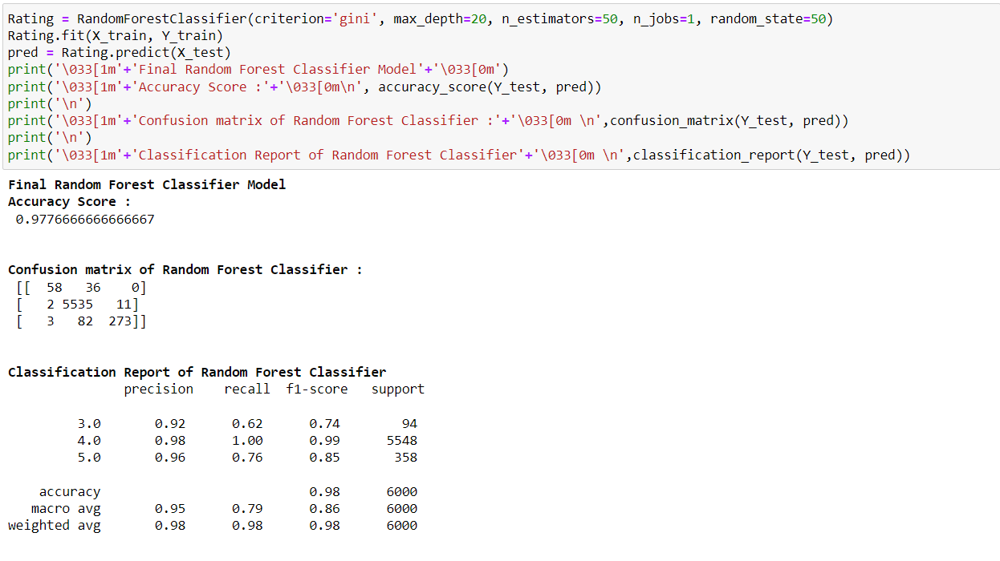 Rating = RandomForestClassifier(criterion='gini', max_depth=20, n_estimators=50, n_jobs=1, random_state=50)
Rating.fit(X_train, Y_train)
pred = Rating.predict(X_test)
print('\033[1m'+'Final Random Forest Classifier Model'+'\033[0m')
print('\033[1m'+'Accuracy Score :'+'\033[0m\n', accuracy_score(Y_test, pred))
print('\n')
print('\033[1m'+'Confusion matrix of Random Forest Classifier :'+'\033[0m \n',confusion_matrix(Y_test, pred))
print('\n')
print('\033[1m'+'Classification Report of Random Forest Classifier'+'\033[0m \n',classification_report(Y_test, pred))
Final Random Forest Classifier Model
Accuracy Score :
 0.9776666666666667
Confusion matrix of Random Forest Classifier :
 [[  58   36    0]
 [   2 5535   11]
 [   3   82  273]]
Classification Report of Random Forest Classifier
               precision    recall  f1-score   support
         3.0       0.92      0.62      0.74        94
         4.0       0.98      1.00      0.99      5548
         5.0       0.96      0.76      0.85       358
    accuracy                           0.98      6000
   macro avg       0.95      0.79      0.86      6000
weighted avg       0.98      0.98      0.98      6000